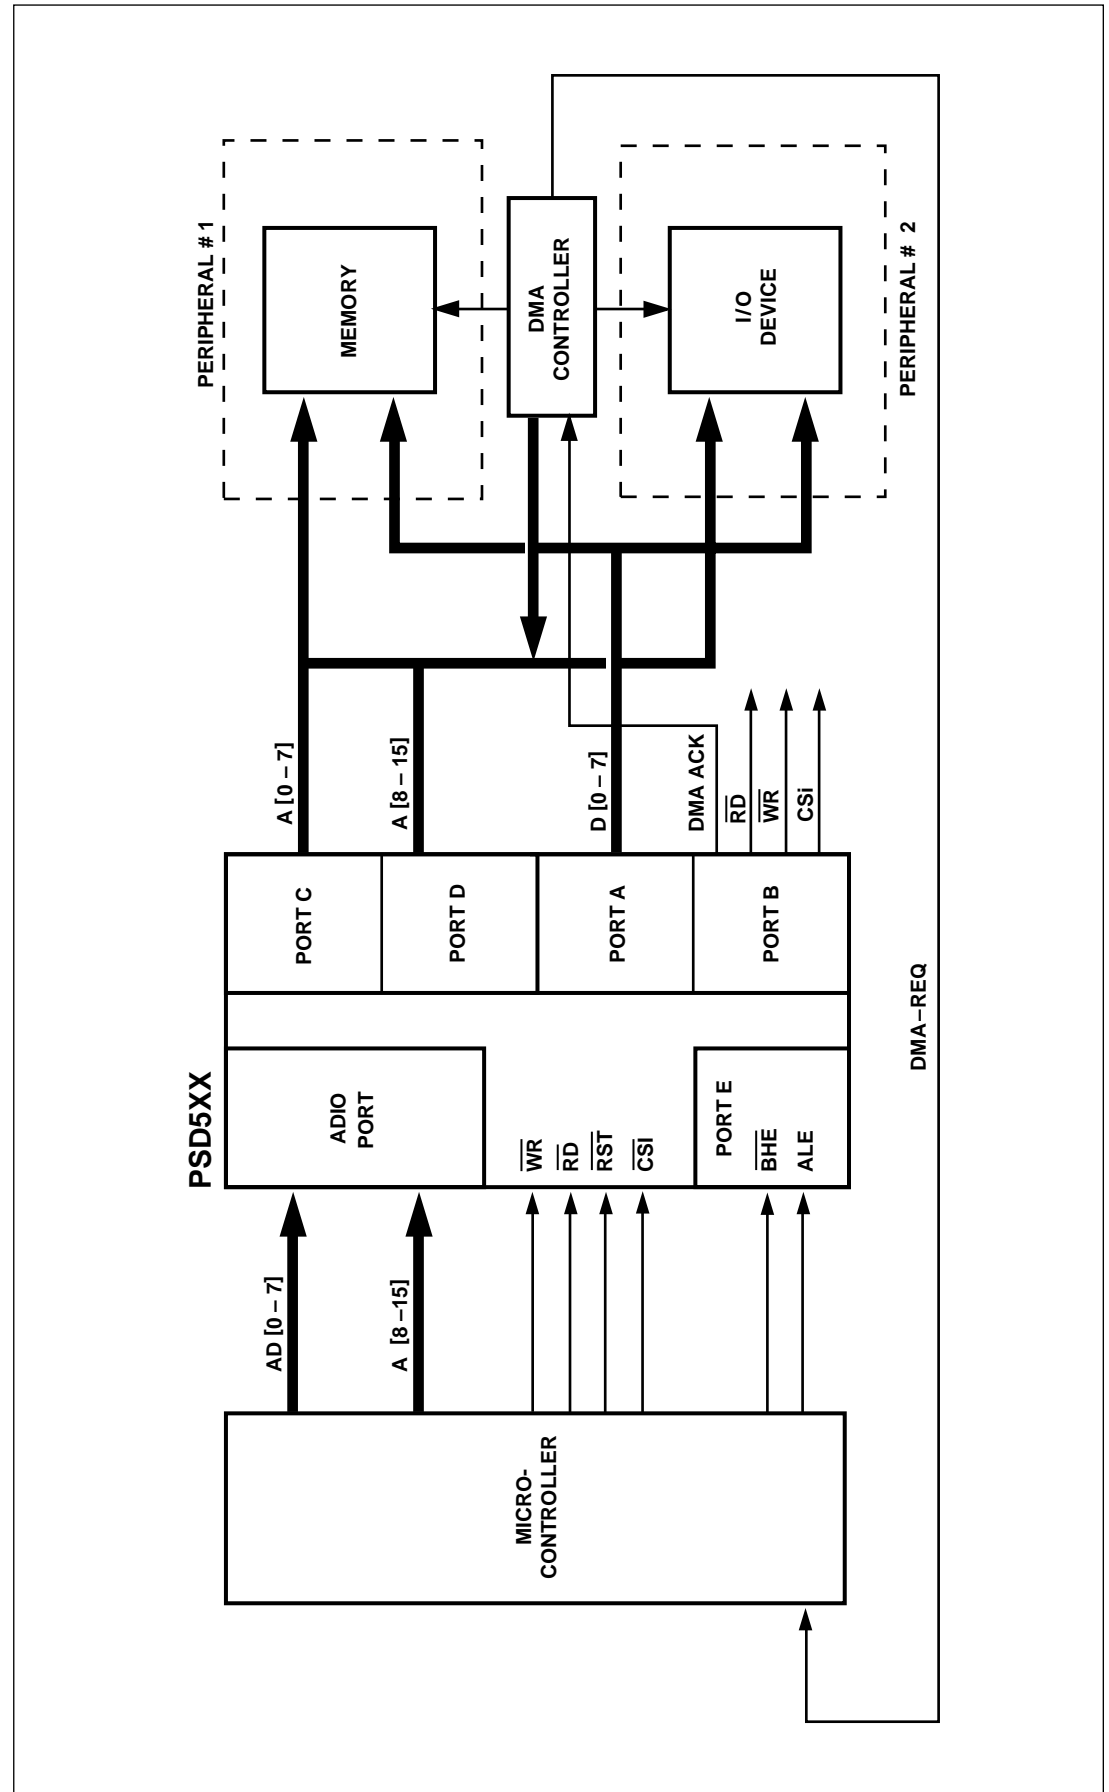 PSD5XX
MICRO-
CONTROLLER
AD [0 – 7]
A [8 –15]
ADIO
PORT
WR
RD
RST
CSI
PORT E
BHE
ALE
PORT C
PORT D
PORT A
PORT B
A [0 – 7]
A [8 – 15]
D [0 – 7]
DMA ACK
RD
WR
CSi
PERIPHERAL # 1
MEMORY
DMA
CONTROLLER
I/O
DEVICE
PERIPHERAL # 2
DMA–REQ